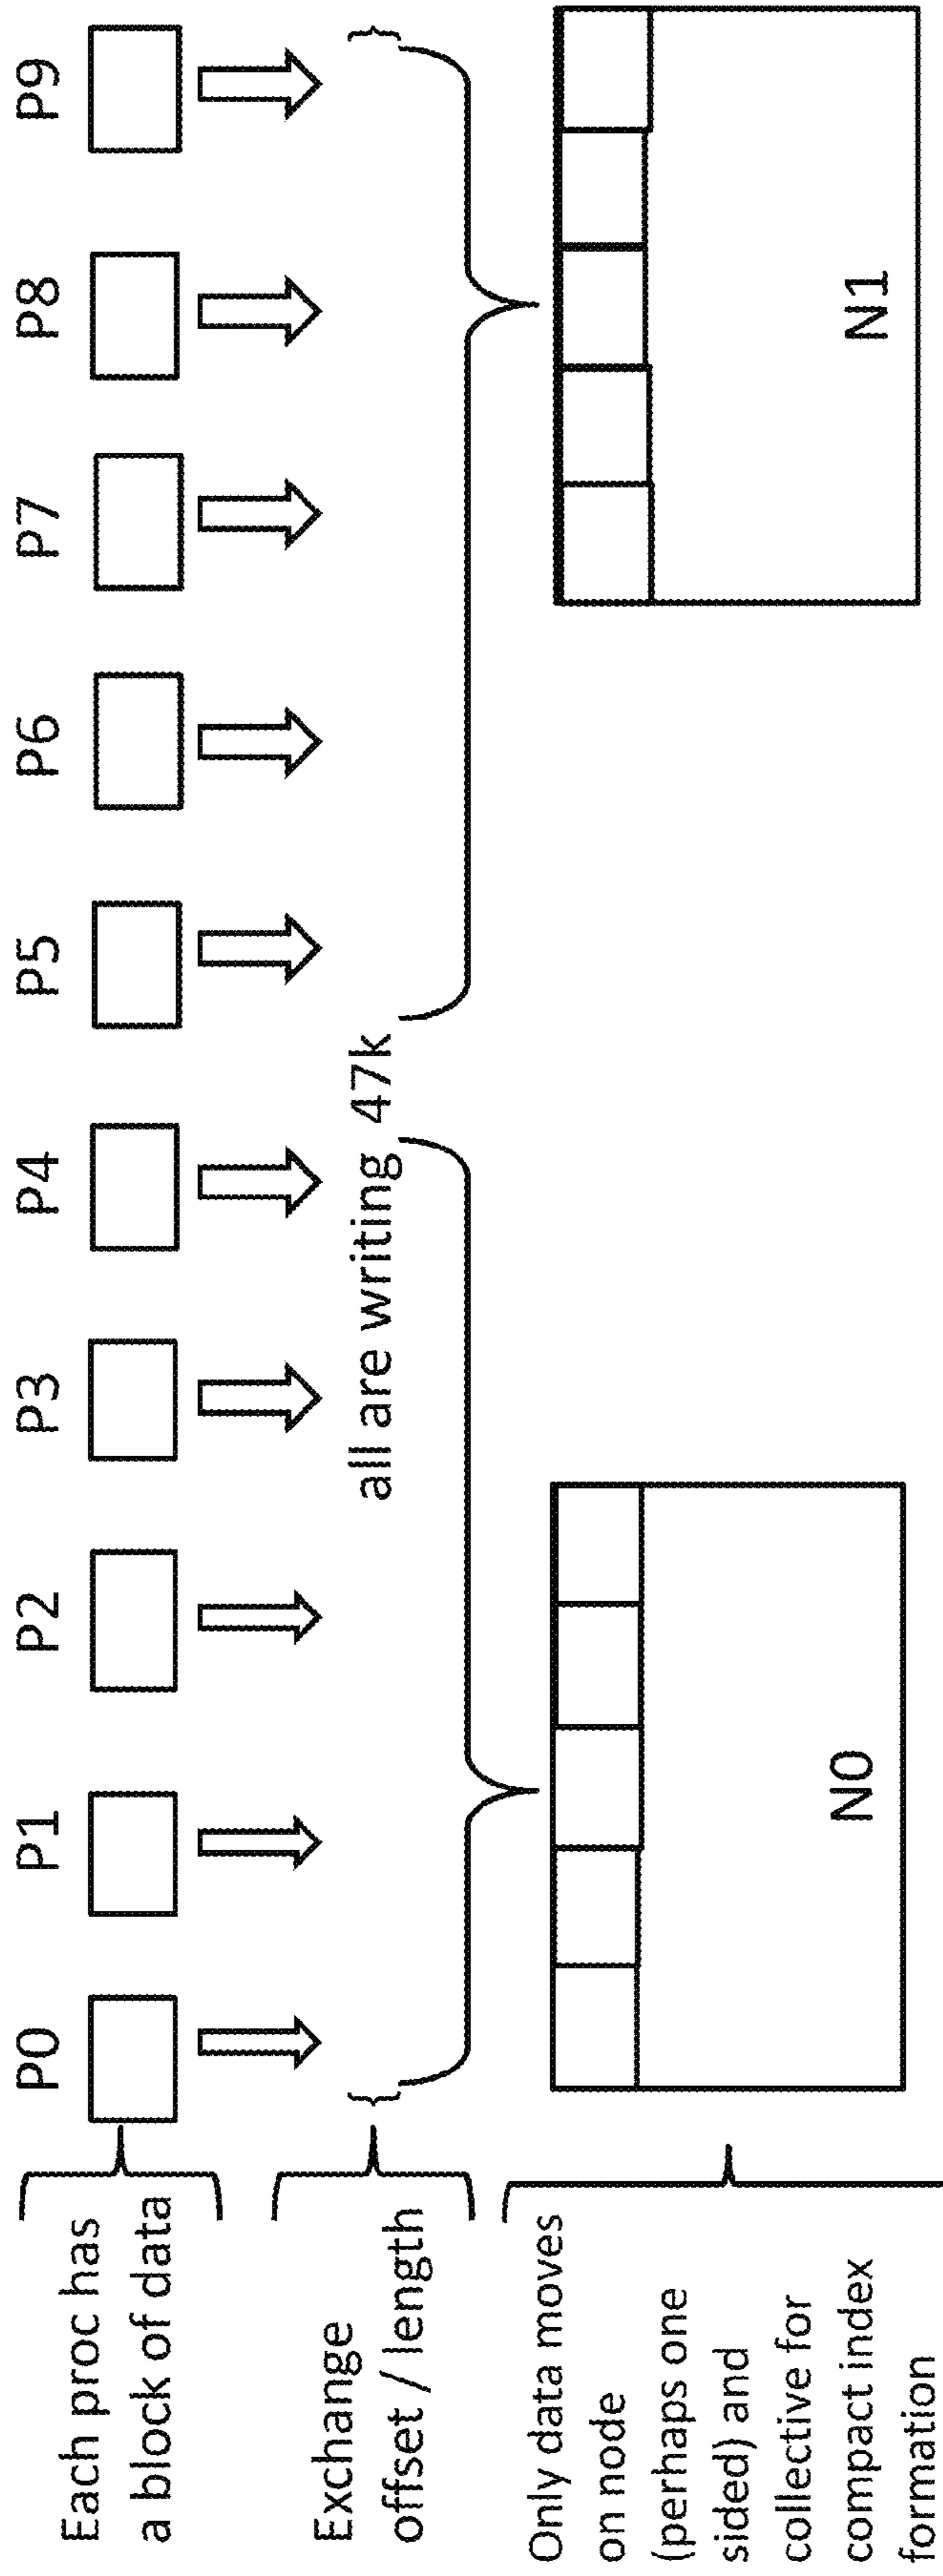 P0 P1 P2 P3 P4 P5 P6 P7 P8 P9
Each proc has
a block of data
Exchange
offset / length
all are writing 47k
Only data moves
on node
(perhaps one
sided) and
collective for
compact index
formation
N0
N1